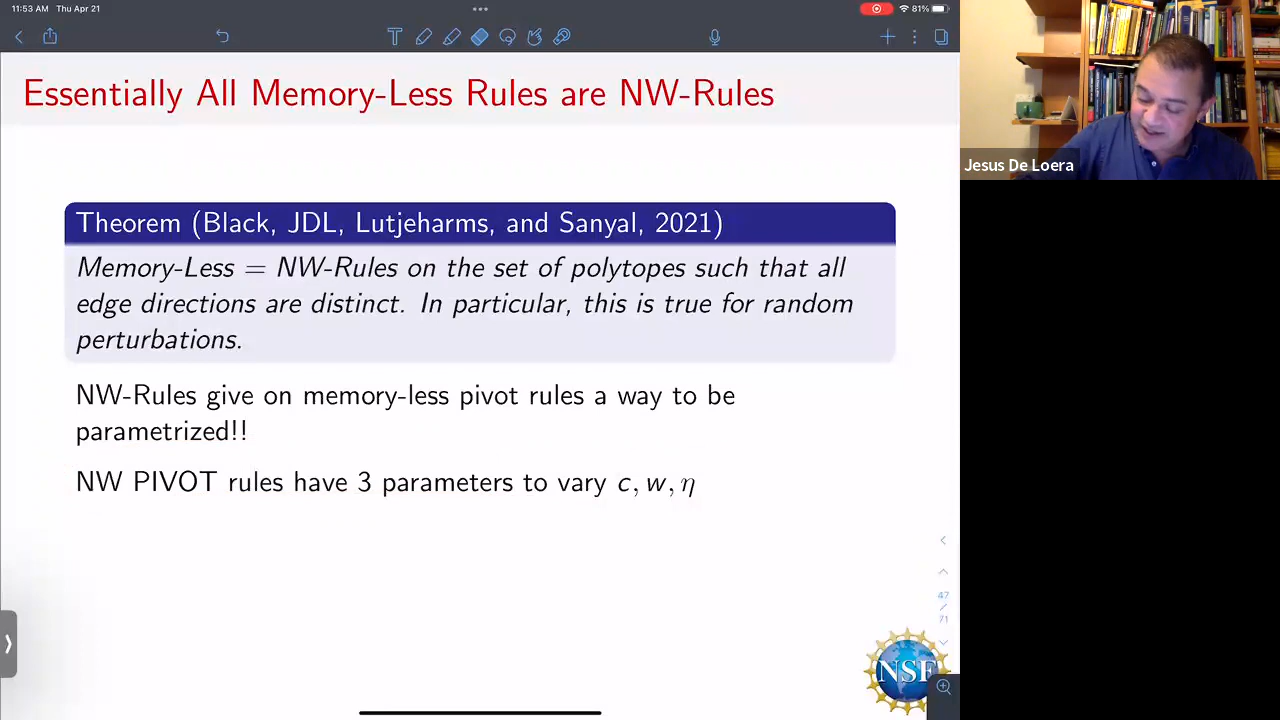 11:53 AM Thu Apr 21
81%
Essentially All Memory-Less Rules are NW-Rules
Jesus De Loera
Theorem (Black, JDL, Lutjeharms, and Sanyal, 2021)
Memory-Less = NW-Rules on the set of polytopes such that all
edge directions are distinct. In particular, this is true for random
perturbations.
NW-Rules give on memory-less pivot rules a way to be
parametrized!!
NW PIVOT rules have 3 parameters to vary c, w, η
47
/
71
NSF